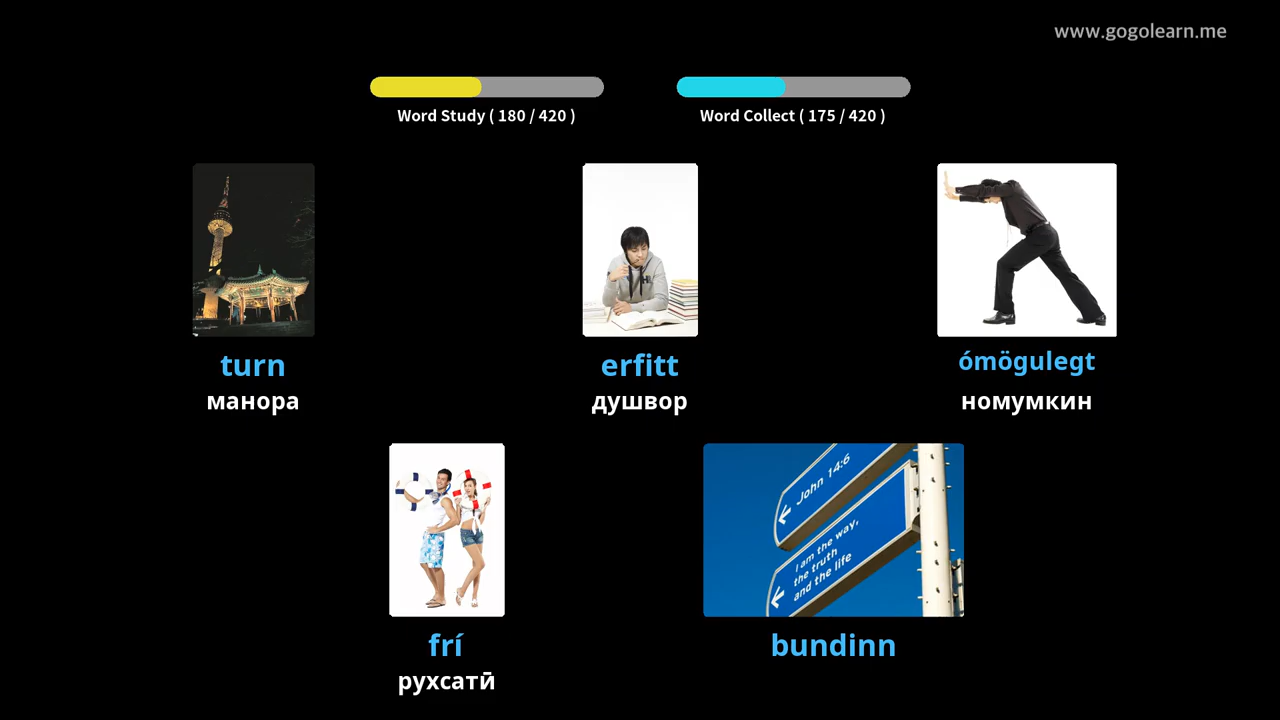 www.gogolearn.me
Word Study ( 180 / 420 )
Word Collect ( 175 / 420 )
turn
манора
erfitt
душвор
ómögulegt
номумкин
John 14:6
I am the way,
the truth
and the life
frí
рухсатӣ
bundinn